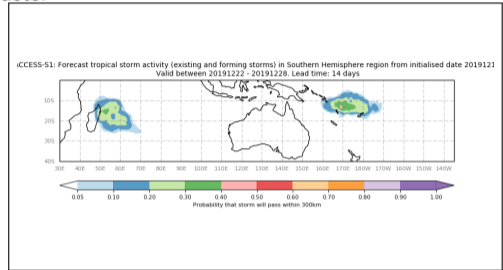 ACCESS-S1: Forecast tropical storm activity (existing and forming storms) in Southern Hemisphere region from initialised date 2019121
Valid between 20191222 - 20191228. Lead time: 14 days
10S
20S
30S
40S
30E 40E 50E 60E 70E 80E 90E 100E 110E 120E 130E 140E 150E 160E 170E 180W 170W 160W 150W 140W
0.05 0.10 0.20 0.30 0.40 0.50 0.60 0.70 0.80 0.90 1.00
Probability that storm will pass within 300km